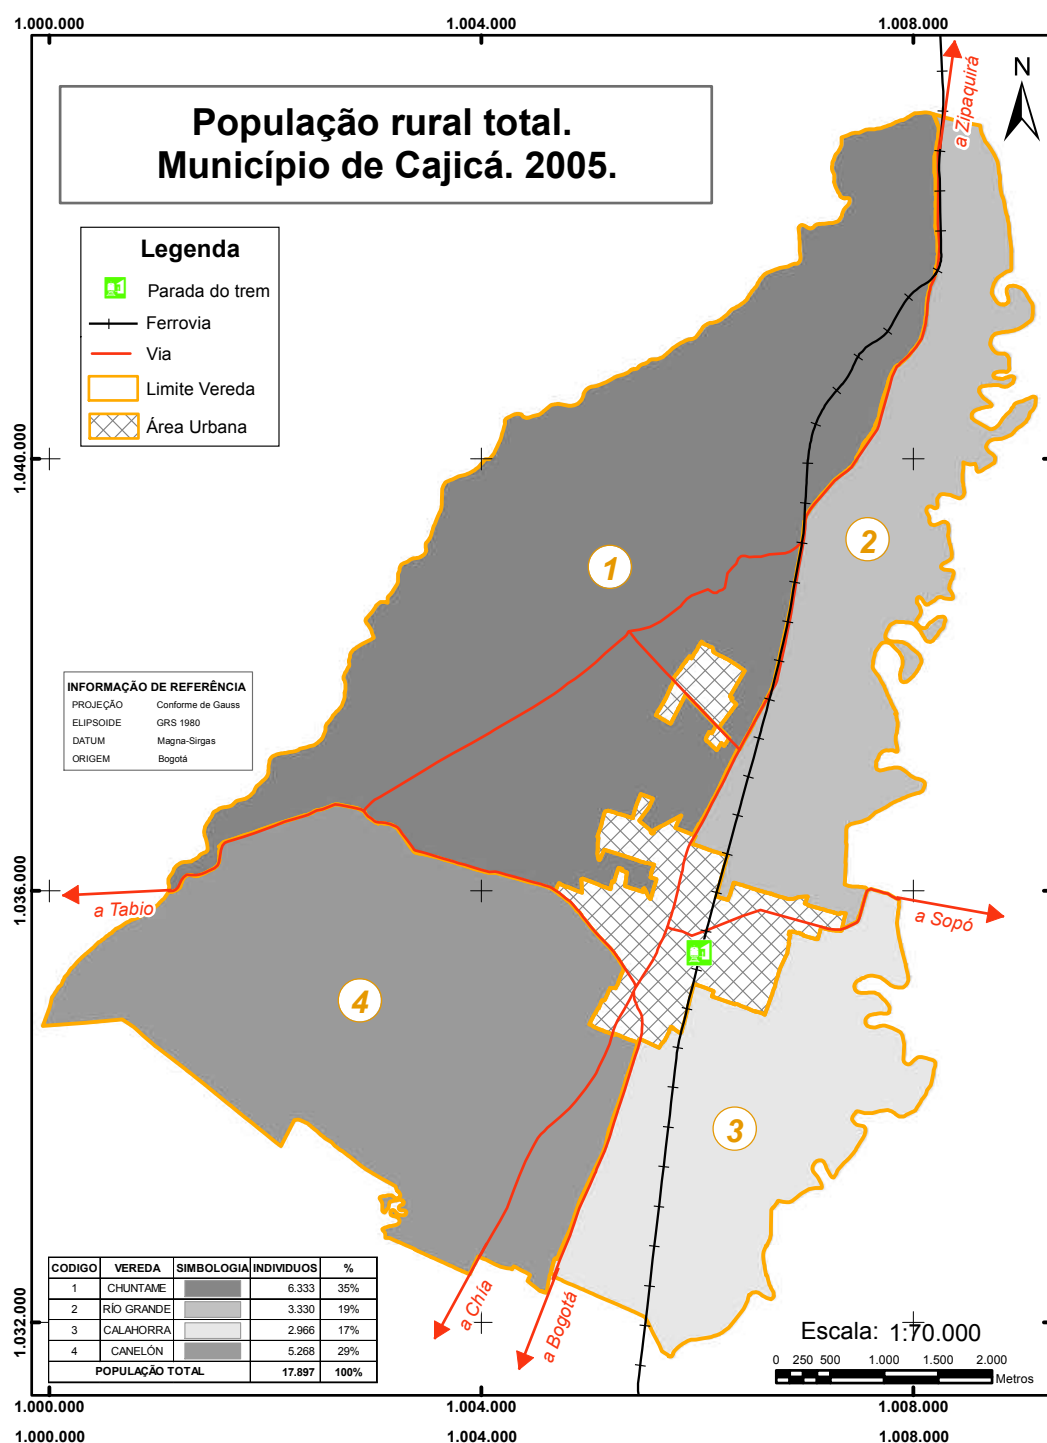 1.000.000 1.004.000 1.008.000
População rural total.
Município de Cajicá. 2005.
a Zipaquirá
N
Legenda
Parada do trem
Ferrovia
Via
Limite Vereda
Área Urbana
1.040.000
2
1
INFORMAÇÃO DE REFERÊNCIA
PROJEÇÃO Conforme de Gauss
ELIPSOIDE GRS 1980
DATUM Magna-Sirgas
ORIGEM Bogotá
1.036.000
a Tabio
a Sopó
4
3
CODIGO VEREDA SIMBOLOGIA INDIVIDUOS %
1 CHUNTAME 6.333 35%
2 RÍO GRANDE 3.330 19%
3 CALAHORRA 2.966 17%
4 CANELÓN 5.268 29%
POPULAÇÃO TOTAL 17.897 100%
1.032.000
a Chía
a Bogotá
Escala: 1:70.000
0 250 500 1.000 1.500 2.000
Metros
1.000.000 1.004.000 1.008.000
1.000.000 1.004.000 1.008.000